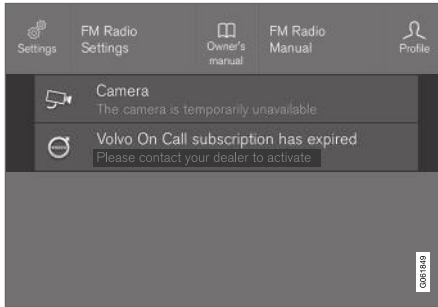 Settings
FM Radio
Settings
Owner's
manual
FM Radio
Manual
Profile
Camera
The camera is temporarily unavailable
Volvo On Call subscription has expired
Please contact your dealer to activate
G061849